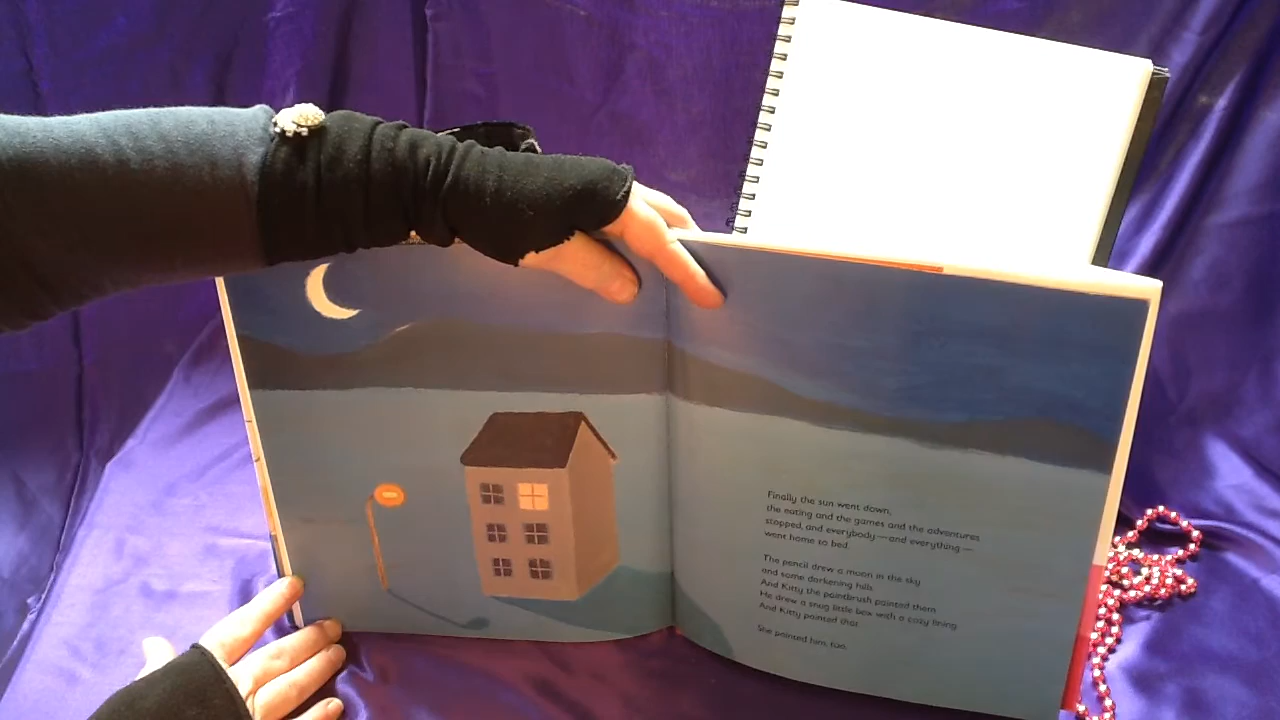 Finally the sun went down,
the eating and the games and the adventures
stopped, and everybody — and everything —
went home to bed.
The pencil drew a moon in the sky
and some darkening hills.
And Kitty the paintbrush painted them.
He drew a snug little box with a cozy lining.
And Kitty painted that.
She painted him, too.